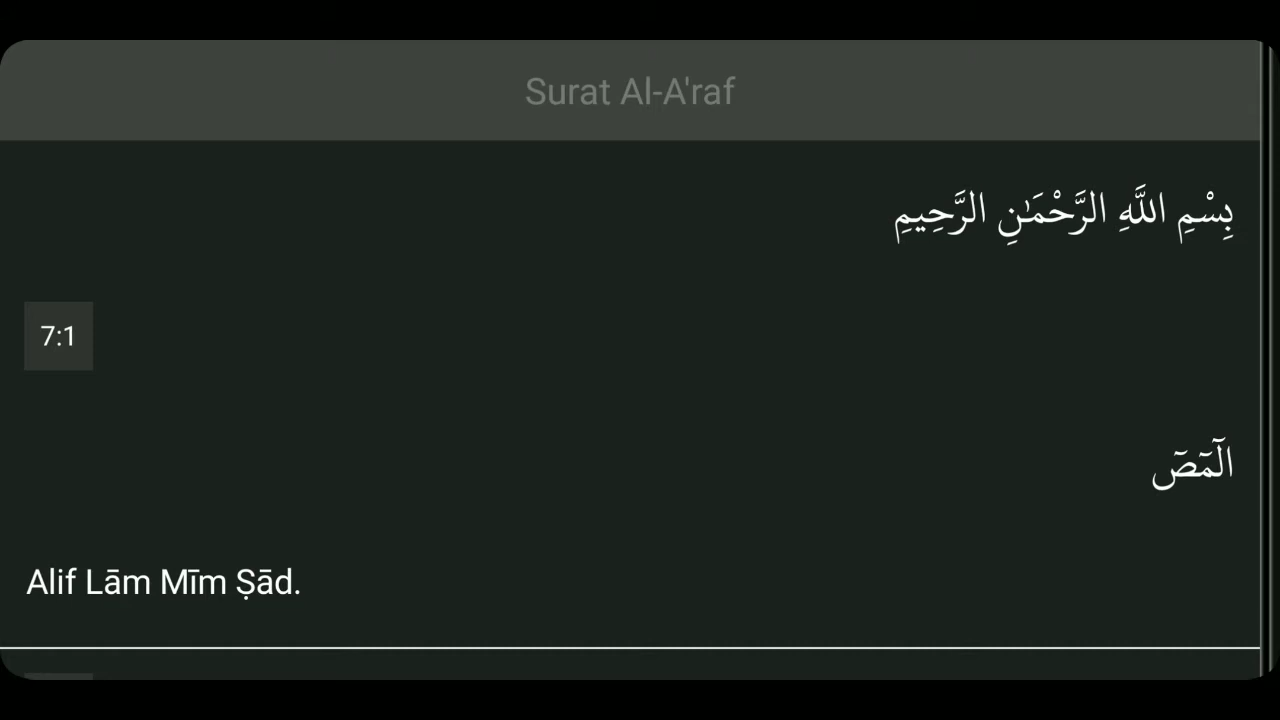 Surat Al-A'raf
بِسْمِ اللَّهِ الرَّحْمَٰنِ الرَّحِيمِ
7:1
الٓمٓصٓ
Alif Lām Mīm Ṣād.